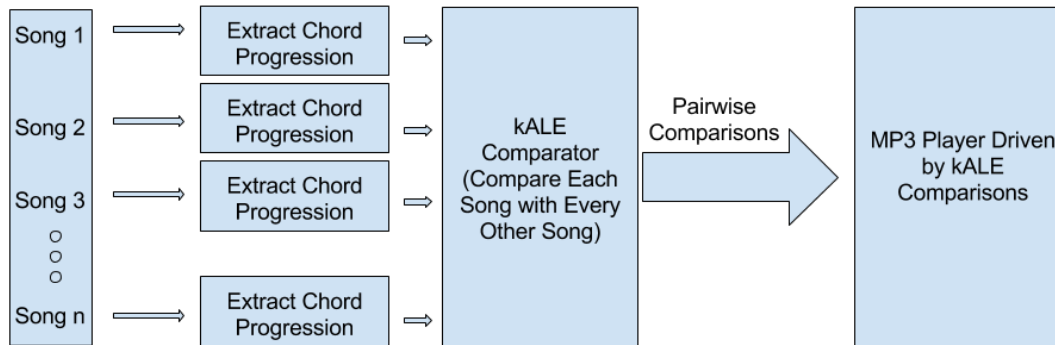 Song 1
Extract Chord
Progression
Song 2
Extract Chord
Progression
Song 3
Extract Chord
Progression
Song n
Extract Chord
Progression
kALE
Comparator
(Compare Each
Song with Every
Other Song)
Pairwise
Comparisons
MP3 Player Driven
by kALE
Comparisons